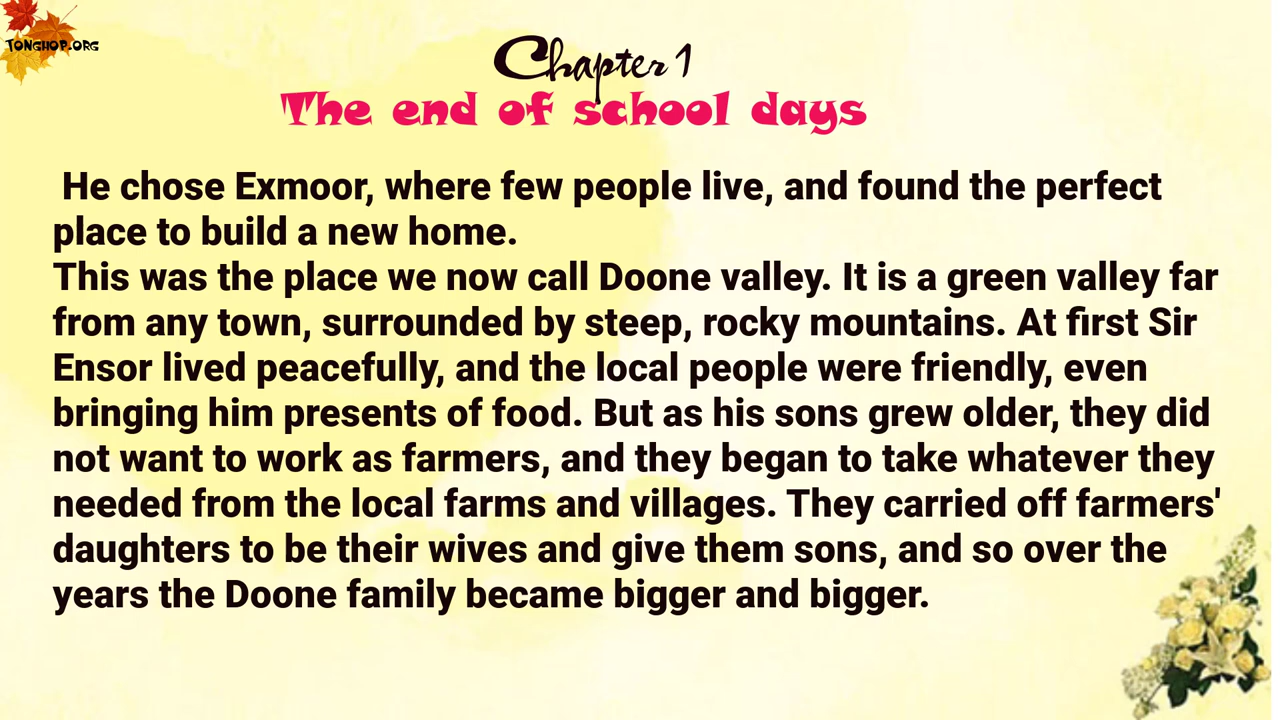 TONGHOP.ORG
Chapter 1
The end of school days
He chose Exmoor, where few people live, and found the perfect
place to build a new home.
This was the place we now call Doone valley. It is a green valley far
from any town, surrounded by steep, rocky mountains. At first Sir
Ensor lived peacefully, and the local people were friendly, even
bringing him presents of food. But as his sons grew older, they did
not want to work as farmers, and they began to take whatever they
needed from the local farms and villages. They carried off farmers'
daughters to be their wives and give them sons, and so over the
years the Doone family became bigger and bigger.